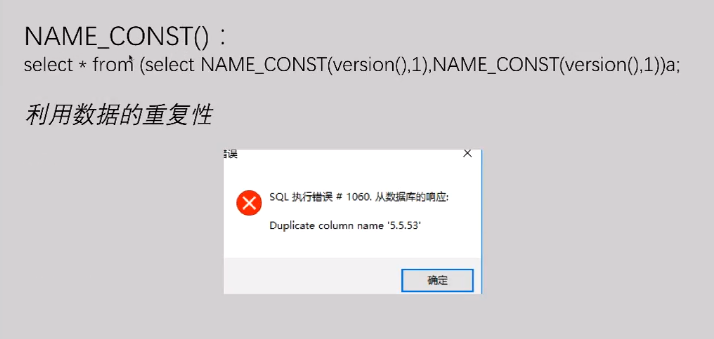 NAME_CONST()：
select * from (select NAME_CONST(version(),1),NAME_CONST(version(),1))a;
利用数据的重复性
错误
SQL 执行错误 # 1060. 从数据库的响应:
Duplicate column name '5.5.53'
确定